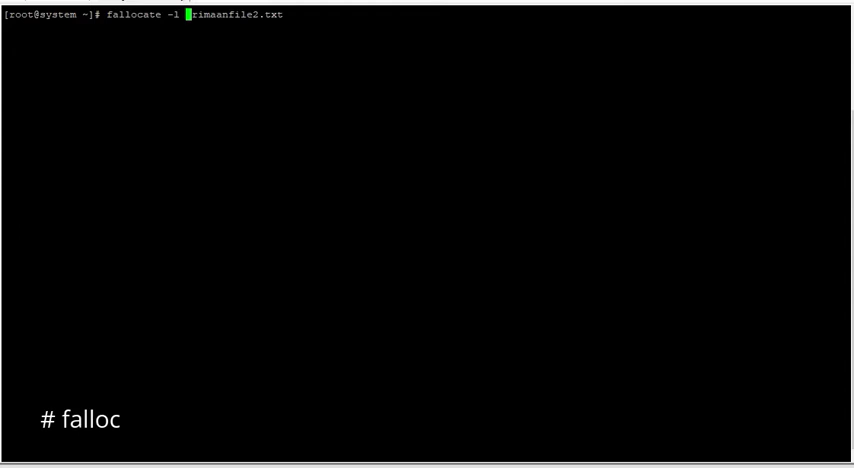 [root@system ~]# fallocate -l rimaanfile2.txt
# falloc